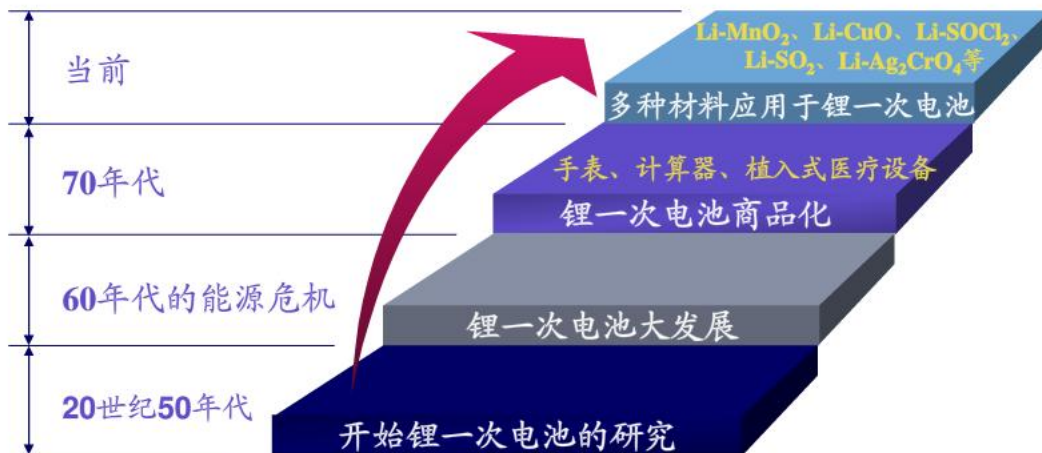 当前
Li-MnO₂、Li-CuO、Li-SOCl₂、
Li-SO₂、Li-Ag₂CrO₄等
多种材料应用于锂一次电池
70年代
手表、计算器、植入式医疗设备
锂一次电池商品化
60年代的能源危机
锂一次电池大发展
20世纪50年代
开始锂一次电池的研究